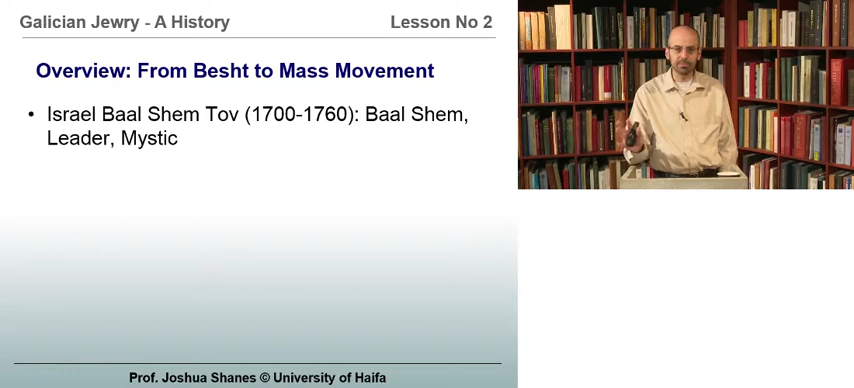 Galician Jewry - A History Lesson No 2
Overview: From Besht to Mass Movement
• Israel Baal Shem Tov (1700-1760): Baal Shem,
Leader, Mystic
Prof. Joshua Shanes © University of Haifa